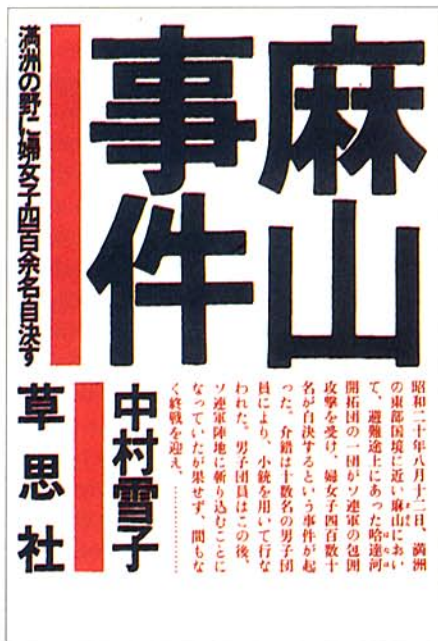 麻山
事件
満洲の野に婦女子四百余名自決す
中村雪子
草思社
昭和二十年八月十二日、満洲
の東部国境に近い麻山におい
て、避難途上にあった哈達河
開拓団の一団がソ連軍の包囲
攻撃を受け、婦女子四百数十
名が自決するという事件が起
った。介錯は十数名の男子団
員により、小銃を用いて行な
われた。男子団員はこの後、
ソ連軍陣地に斬り込むことに
なっていたが果せず、間もな
く終戦を迎え、…………